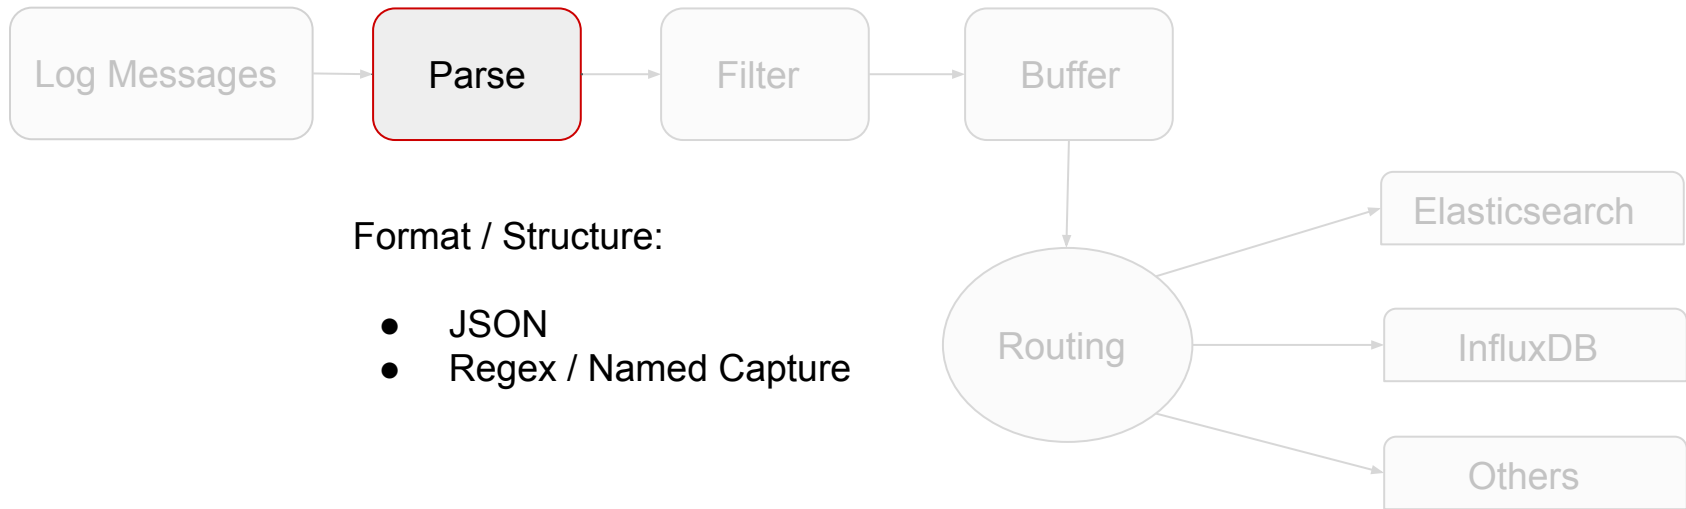 Log Messages
Parse
Filter
Buffer
Format / Structure:
● JSON
● Regex / Named Capture
Routing
Elasticsearch
InfluxDB
Others